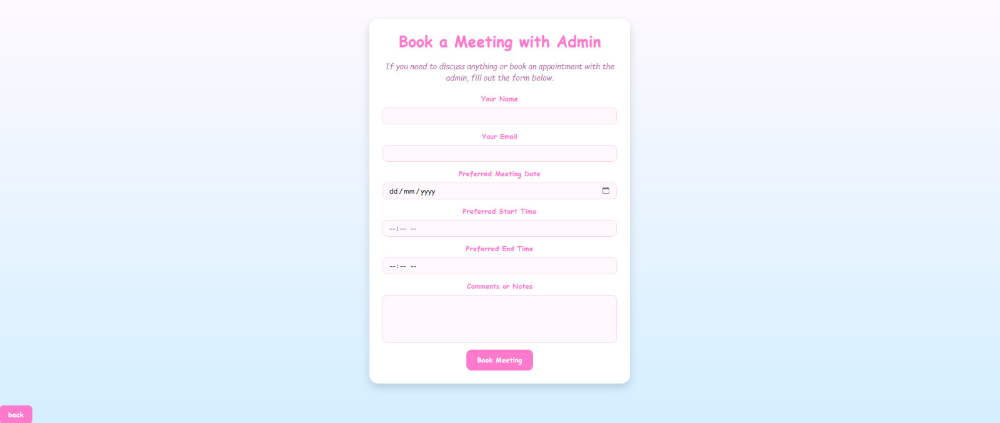 Book a Meeting with Admin
If you need to discuss anything or book an appointment with the
admin, fill out the form below.
Your Name
Your Email
Preferred Meeting Date
dd/mm/yyyy
Preferred Start Time
--:-- --
Preferred End Time
--:-- --
Comments or Notes
Book Meeting
back